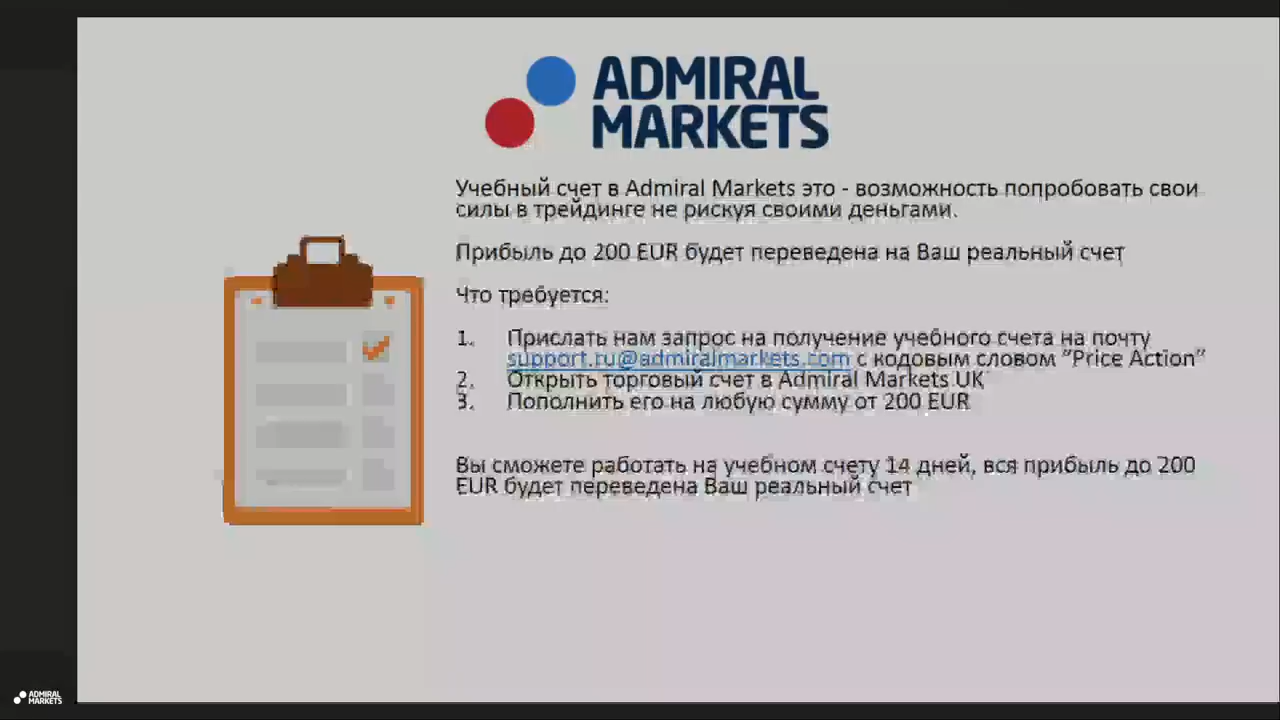 ADMIRAL
MARKETS
Учебный счет в Admiral Markets это - возможность попробовать свои
силы в трейдинге не рискуя своими деньгами.
Прибыль до 200 EUR будет переведена на Ваш реальный счет
Что требуется:
1. Прислать нам запрос на получение учебного счета на почту
support.ru@admiralmarkets.com с кодовым словом ”Price Action”
2. Открыть торговый счет в Admiral Markets UK
3. Пополнить его на любую сумму от 200 EUR
Вы сможете работать на учебном счету 14 дней, вся прибыль до 200
EUR будет переведена Ваш реальный счет
ADMIRAL
MARKETS